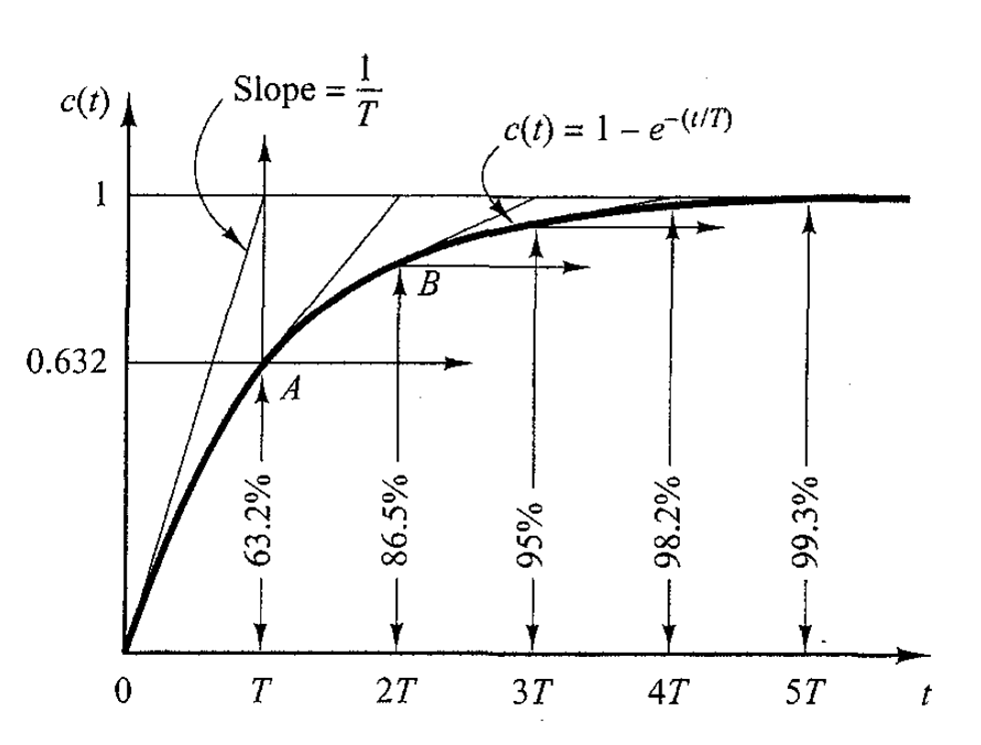 Slope = 1/T
c(t)
c(t) = 1 – e–(t/T)
1
B
0.632
A
63.2%
86.5%
95%
98.2%
99.3%
0
T
2T
3T
4T
5T
t